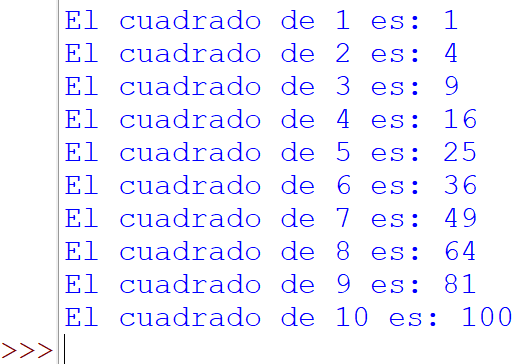 El cuadrado de 1 es: 1
El cuadrado de 2 es: 4
El cuadrado de 3 es: 9
El cuadrado de 4 es: 16
El cuadrado de 5 es: 25
El cuadrado de 6 es: 36
El cuadrado de 7 es: 49
El cuadrado de 8 es: 64
El cuadrado de 9 es: 81
El cuadrado de 10 es: 100
>>>